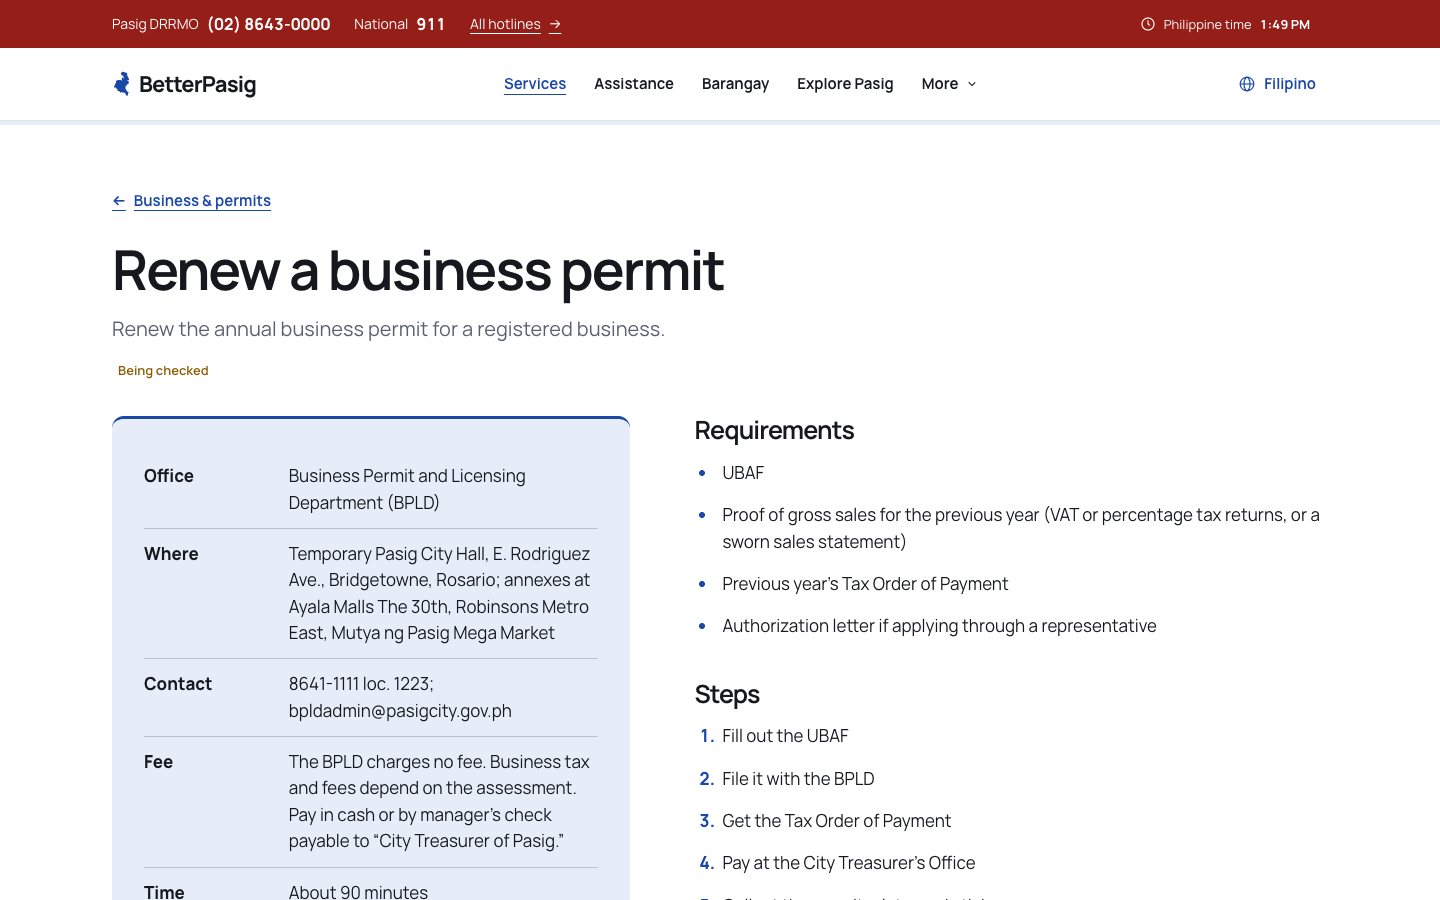 Pasig DRRMO (02) 8643-0000 National 911 All hotlines → Philippine time 1:49 PM
BetterPasig Services Assistance Barangay Explore Pasig More Filipino
← Business & permits
Renew a business permit
Renew the annual business permit for a registered business.
Being checked
Office
Business Permit and Licensing
Department (BPLD)
Where
Temporary Pasig City Hall, E. Rodriguez
Ave., Bridgetowne, Rosario; annexes at
Ayala Malls The 30th, Robinsons Metro
East, Mutya ng Pasig Mega Market
Contact
8641-1111 loc. 1223;
bpldadmin@pasigcity.gov.ph
Fee
The BPLD charges no fee. Business tax
and fees depend on the assessment.
Pay in cash or by manager’s check
payable to “City Treasurer of Pasig.”
Time
About 90 minutes
Requirements
• UBAF
• Proof of gross sales for the previous year (VAT or percentage tax returns, or a
sworn sales statement)
• Previous year’s Tax Order of Payment
• Authorization letter if applying through a representative
Steps
1. Fill out the UBAF
2. File it with the BPLD
3. Get the Tax Order of Payment
4. Pay at the City Treasurer’s Office